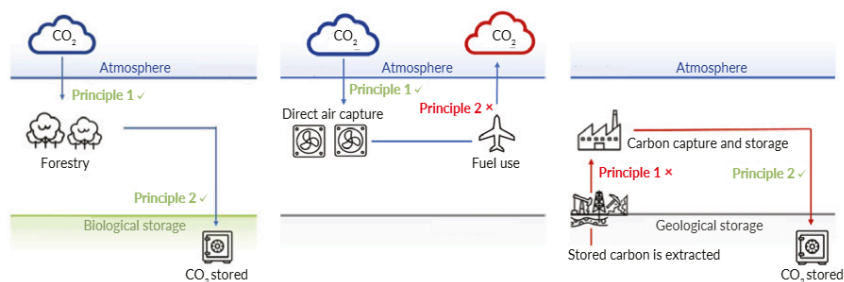 CO2
Atmosphere
Principle 1 ✓
Forestry
Principle 2 ✓
Biological storage
CO2 stored
CO2
CO2
Atmosphere
Principle 1 ✓
Direct air capture
Principle 2 ×
Fuel use
Atmosphere
Carbon capture and storage
Principle 1 ×
Principle 2 ✓
Geological storage
Stored carbon is extracted
CO2 stored